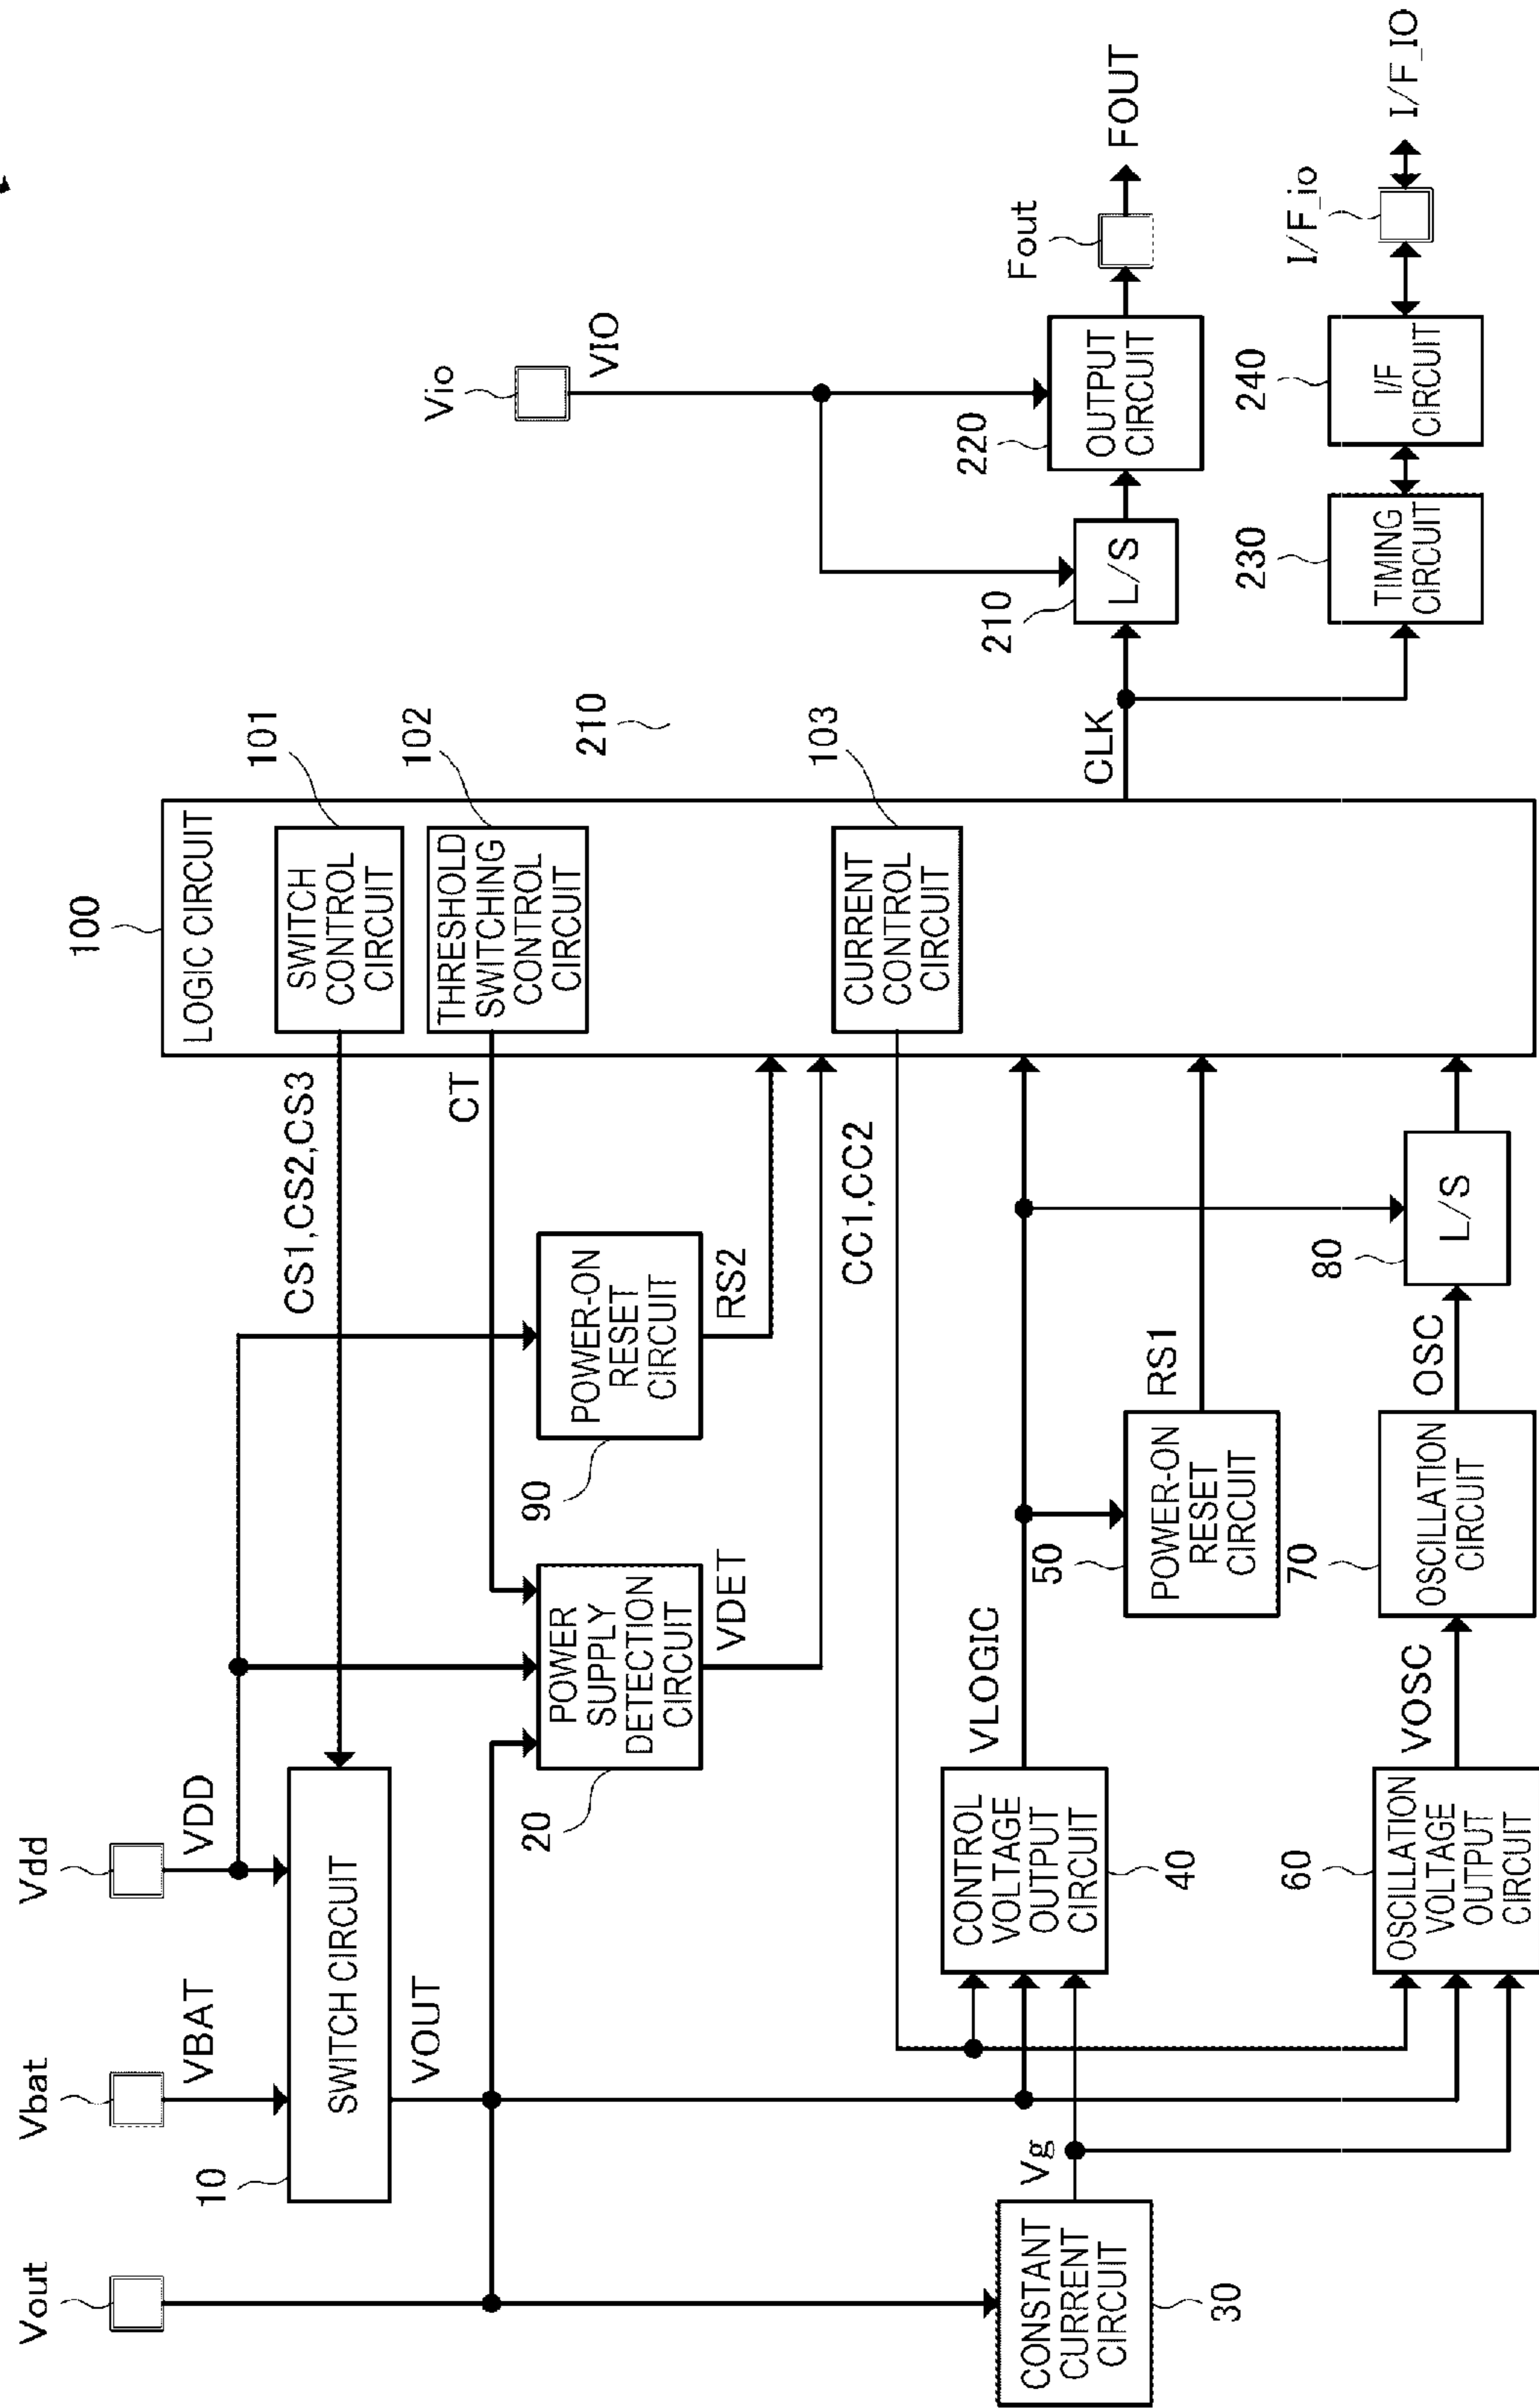 Vout
Vbat
Vdd
VBAT
VDD
10
SWITCH CIRCUIT
VOUT
CS1,CS2,CS3
CT
20
POWER
SUPPLY
DETECTION
CIRCUIT
VDET
90
POWER-ON
RESET
CIRCUIT
RS2
100
LOGIC CIRCUIT
SWITCH
CONTROL
CIRCUIT
101
THRESHOLD
SWITCHING
CONTROL
CIRCUIT
102
210
CURRENT
CONTROL
CIRCUIT
103
CC1,CC2
CONSTANT
CURRENT
CIRCUIT
30
Vg
CONTROL
VOLTAGE
OUTPUT
CIRCUIT
40
VLOGIC
50
POWER-ON
RESET
CIRCUIT
RS1
60
OSCILLATION
VOLTAGE
OUTPUT
CIRCUIT
VOSC
70
OSCILLATION
CIRCUIT
OSC
80
L/S
CLK
Vio
VIO
210
L/S
220
OUTPUT
CIRCUIT
Fout
FOUT
230
TIMING
CIRCUIT
240
I/F
CIRCUIT
I/F_io
I/F_IO